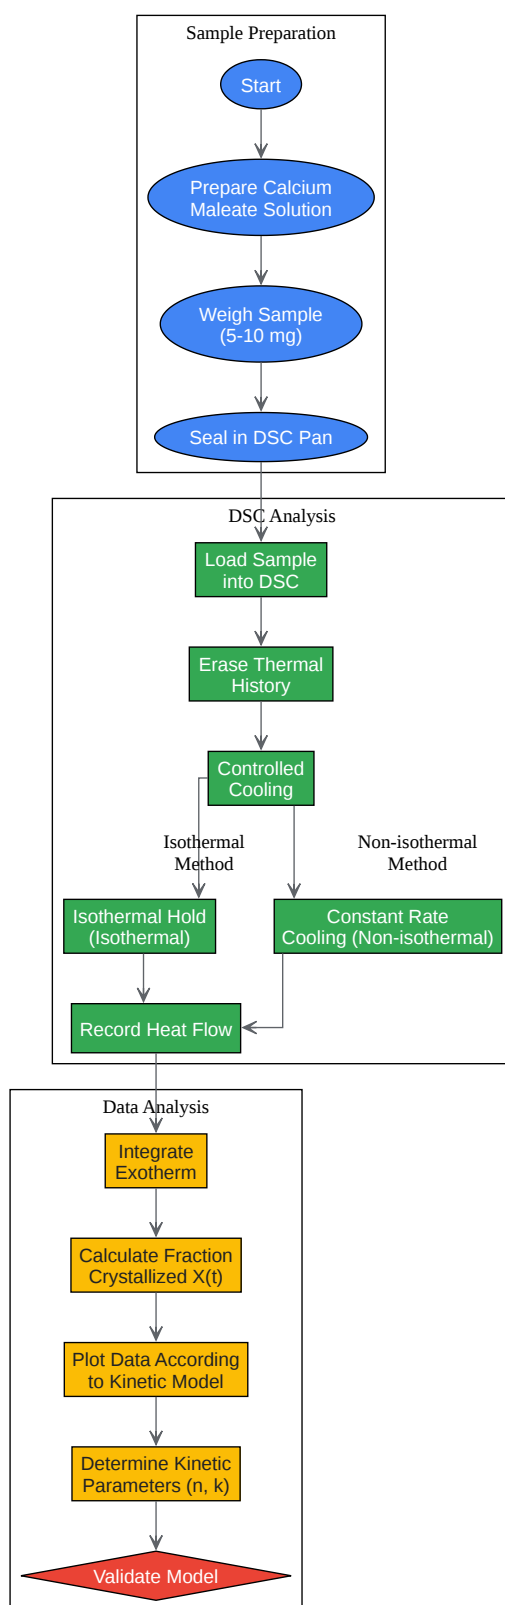 Sample Preparation
Start
Prepare Calcium
Maleate Solution
Weigh Sample
(5-10 mg)
Seal in DSC Pan
DSC Analysis
Load Sample
into DSC
Erase Thermal
History
Controlled
Cooling
Isothermal
Method
Non-isothermal
Method
Isothermal Hold
(Isothermal)
Constant Rate
Cooling (Non-isothermal)
Record Heat Flow
Data Analysis
Integrate
Exotherm
Calculate Fraction
Crystallized X(t)
Plot Data According
to Kinetic Model
Determine Kinetic
Parameters (n, k)
Validate Model